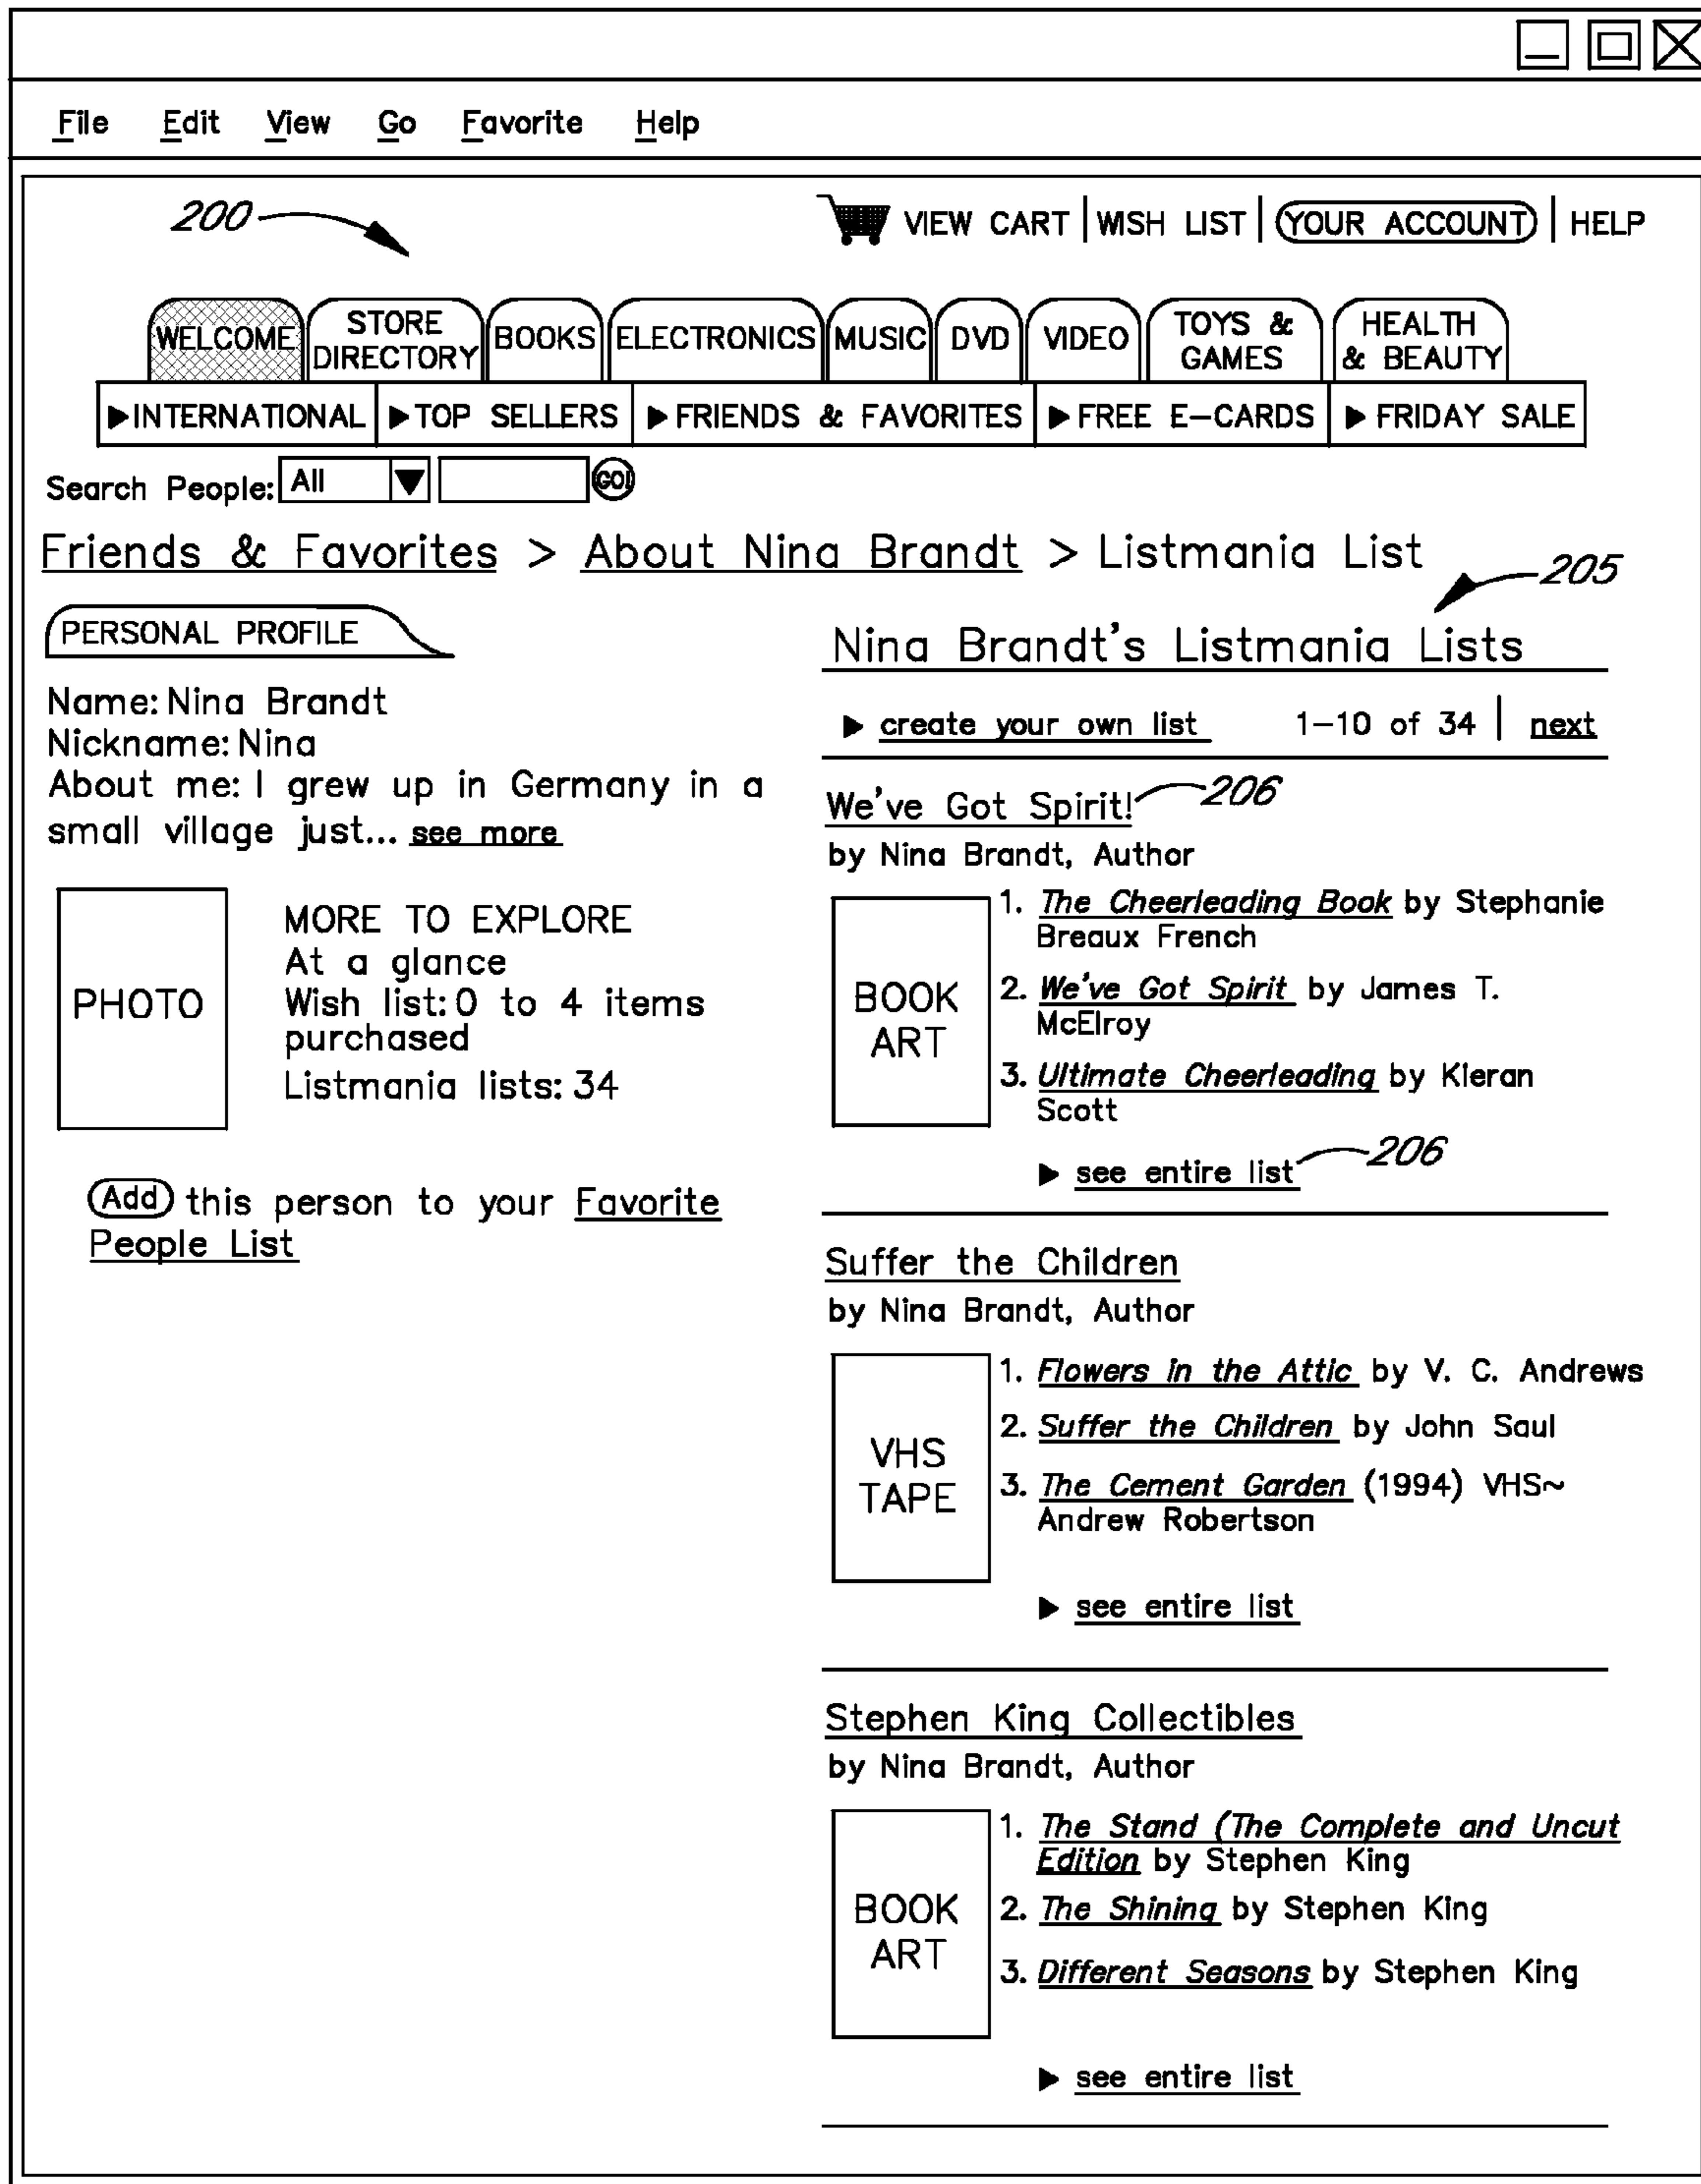 File Edit View Go Favorite Help
200
VIEW CART | WISH LIST | YOUR ACCOUNT | HELP
WELCOME
STORE
DIRECTORY
BOOKS
ELECTRONICS
MUSIC
DVD
VIDEO
TOYS &
GAMES
HEALTH
& BEAUTY
INTERNATIONAL
TOP SELLERS
FRIENDS & FAVORITES
FREE E-CARDS
FRIDAY SALE
Search People: All GO!
Friends & Favorites > About Nina Brandt > Listmania List
205
PERSONAL PROFILE
Name: Nina Brandt
Nickname: Nina
About me: I grew up in Germany in a
small village just... see more
PHOTO
MORE TO EXPLORE
At a glance
Wish list: 0 to 4 items
purchased
Listmania lists: 34
Add this person to your Favorite
People List
Nina Brandt's Listmania Lists
create your own list 1-10 of 34 | next
We've Got Spirit! 206
by Nina Brandt, Author
BOOK
ART
1. The Cheerleading Book by Stephanie
Breaux French
2. We've Got Spirit by James T.
McElroy
3. Ultimate Cheerleading by Kieran
Scott
see entire list 206
Suffer the Children
by Nina Brandt, Author
VHS
TAPE
1. Flowers in the Attic by V. C. Andrews
2. Suffer the Children by John Saul
3. The Cement Garden (1994) VHS~
Andrew Robertson
see entire list
Stephen King Collectibles
by Nina Brandt, Author
BOOK
ART
1. The Stand (The Complete and Uncut
Edition by Stephen King
2. The Shining by Stephen King
3. Different Seasons by Stephen King
see entire list